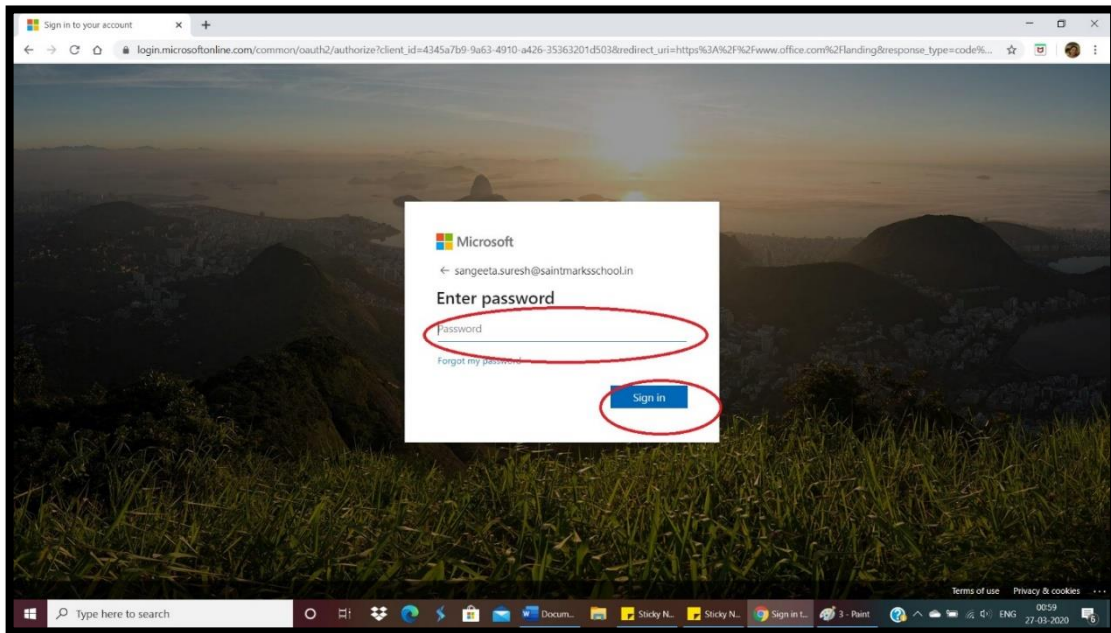 Sign in to your account
login.microsoftonline.com/common/oauth2/authorize?client_id=4345a7b9-9a63-4910-a426-35363201d503&redirect_uri=https%3A%2F%2Fwww.office.com%2Flanding&response_type=code%...
Microsoft
sangeeta.suresh@saintmarksschool.in
Enter password
Password
Forgot my password
Sign in
Terms of use Privacy & cookies ...
Type here to search Docum... Sticky N... Sticky N... Sign in t... 3 - Paint ENG 00:59
27-03-2020
6